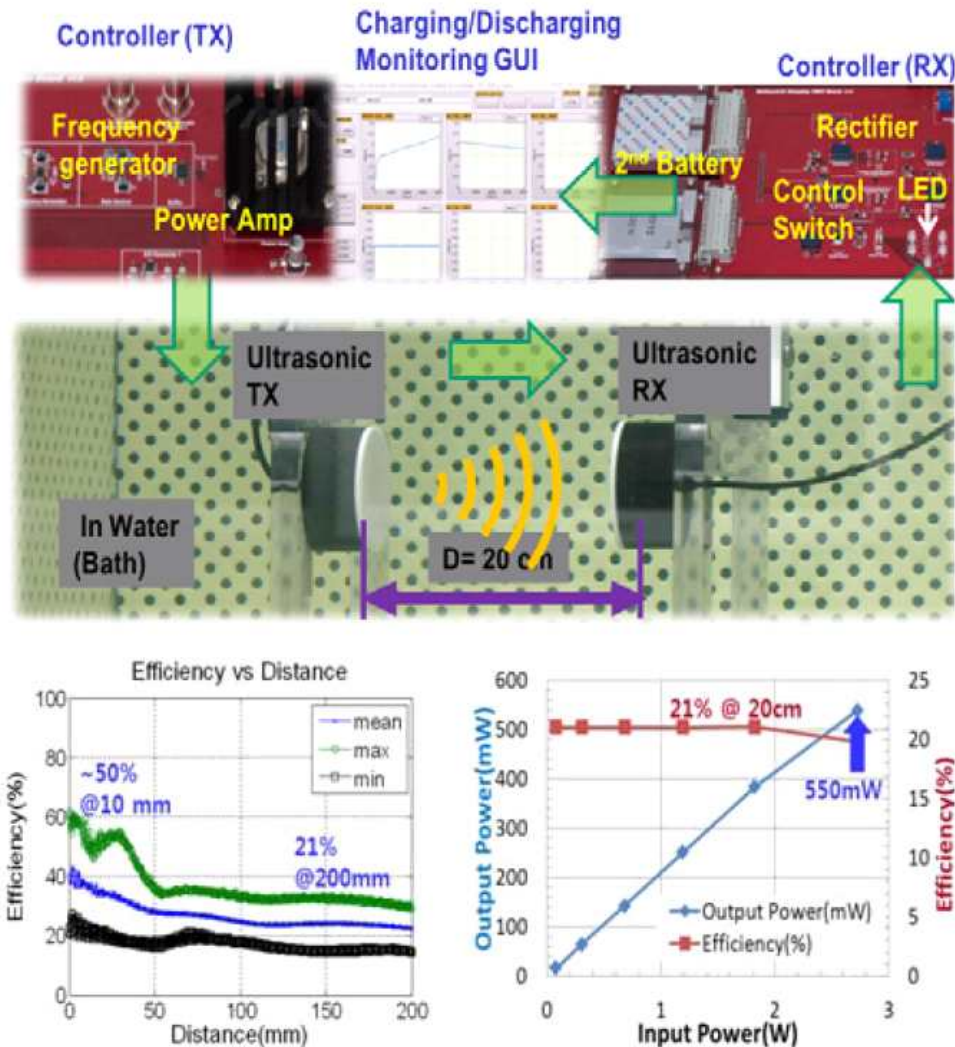 Controller (TX)
Charging/Discharging
Monitoring GUI
Controller (RX)
Frequency
generator
Power Amp
2nd Battery
Rectifier
Control
Switch
LED
Ultrasonic
TX
Ultrasonic
RX
In Water
(Bath)
D= 20 cm
Efficiency vs Distance
Efficiency(%)
100
80
60
40
20
0
mean
max
min
~50%
@10 mm
21%
@200mm
0
50
100
150
200
Distance(mm)
Output Power(mW)
600
500
400
300
200
100
0
21% @ 20cm
550mW
Output Power(mW)
Efficiency(%)
25
20
15
10
5
0
Efficiency(%)
0
1
2
3
Input Power(W)